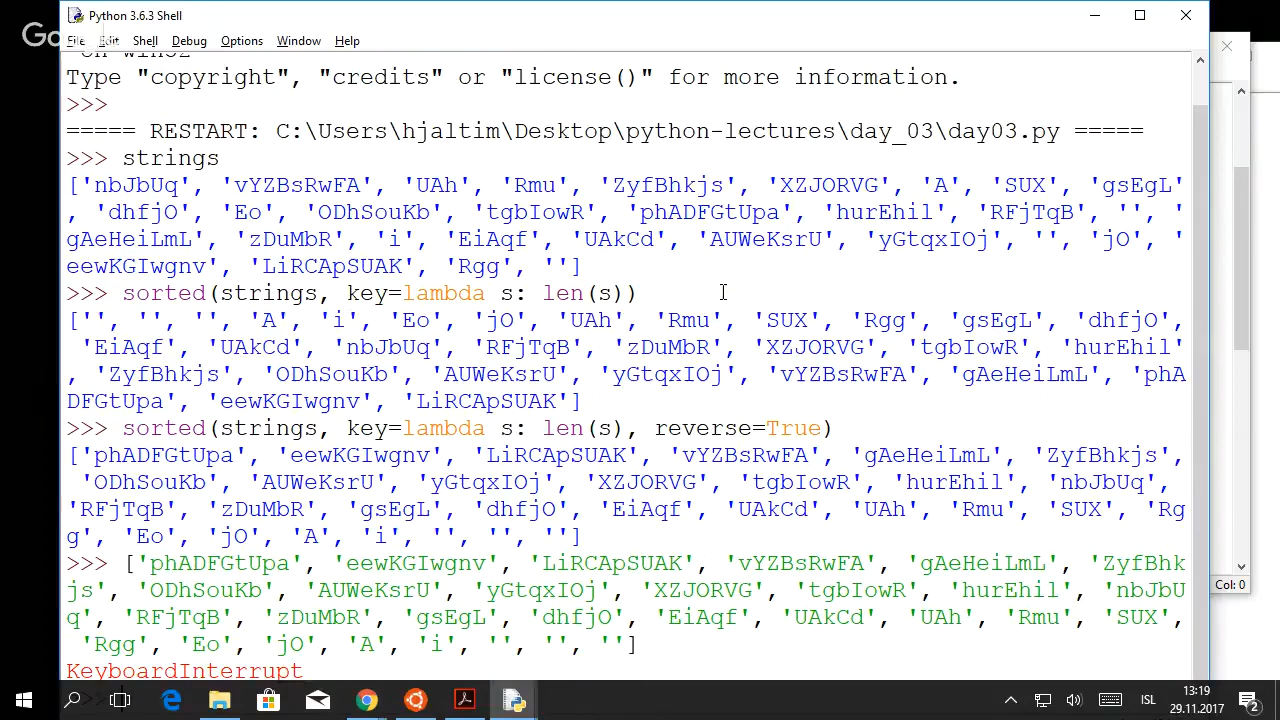 Python 3.6.3 Shell
File Edit Shell Debug Options Window Help
on win32
Type "copyright", "credits" or "license()" for more information.
>>>
===== RESTART: C:\Users\hjaltim\Desktop\python-lectures\day_03\day03.py =====
>>> strings
['nbJbUq', 'vYZBsRwFA', 'UAh', 'Rmu', 'ZyfBhkjs', 'XZJORVG', 'A', 'SUX', 'gsEgL'
, 'dhfjO', 'Eo', 'ODhSouKb', 'tgbIowR', 'phADFGtUpa', 'hurEhil', 'RFjTqB', '', '
gAeHeiLmL', 'zDuMbR', 'i', 'EiAqf', 'UAkCd', 'AUWeKsrU', 'yGtqxIOj', '', 'jO', '
eewKGIwgnv', 'LiRCApSUAK', 'Rgg', '']
>>> sorted(strings, key=lambda s: len(s))
['', '', '', 'A', 'i', 'Eo', 'jO', 'UAh', 'Rmu', 'SUX', 'Rgg', 'gsEgL', 'dhfjO',
'EiAqf', 'UAkCd', 'nbJbUq', 'RFjTqB', 'zDuMbR', 'XZJORVG', 'tgbIowR', 'hurEhil'
, 'ZyfBhkjs', 'ODhSouKb', 'AUWeKsrU', 'yGtqxIOj', 'vYZBsRwFA', 'gAeHeiLmL', 'phA
DFGtUpa', 'eewKGIwgnv', 'LiRCApSUAK']
>>> sorted(strings, key=lambda s: len(s), reverse=True)
['phADFGtUpa', 'eewKGIwgnv', 'LiRCApSUAK', 'vYZBsRwFA', 'gAeHeiLmL', 'ZyfBhkjs',
'ODhSouKb', 'AUWeKsrU', 'yGtqxIOj', 'XZJORVG', 'tgbIowR', 'hurEhil', 'nbJbUq',
'RFjTqB', 'zDuMbR', 'gsEgL', 'dhfjO', 'EiAqf', 'UAkCd', 'UAh', 'Rmu', 'SUX', 'Rg
g', 'Eo', 'jO', 'A', 'i', '', '', '']
>>> ['phADFGtUpa', 'eewKGIwgnv', 'LiRCApSUAK', 'vYZBsRwFA', 'gAeHeiLmL', 'ZyfBhk
js', 'ODhSouKb', 'AUWeKsrU', 'yGtqxIOj', 'XZJORVG', 'tgbIowR', 'hurEhil', 'nbJbU
q', 'RFjTqB', 'zDuMbR', 'gsEgL', 'dhfjO', 'EiAqf', 'UAkCd', 'UAh', 'Rmu', 'SUX',
'Rgg', 'Eo', 'jO', 'A', 'i', '', '', '']
KeyboardInterrupt
Col: 0
ISL
13:19
29.11.2017
2